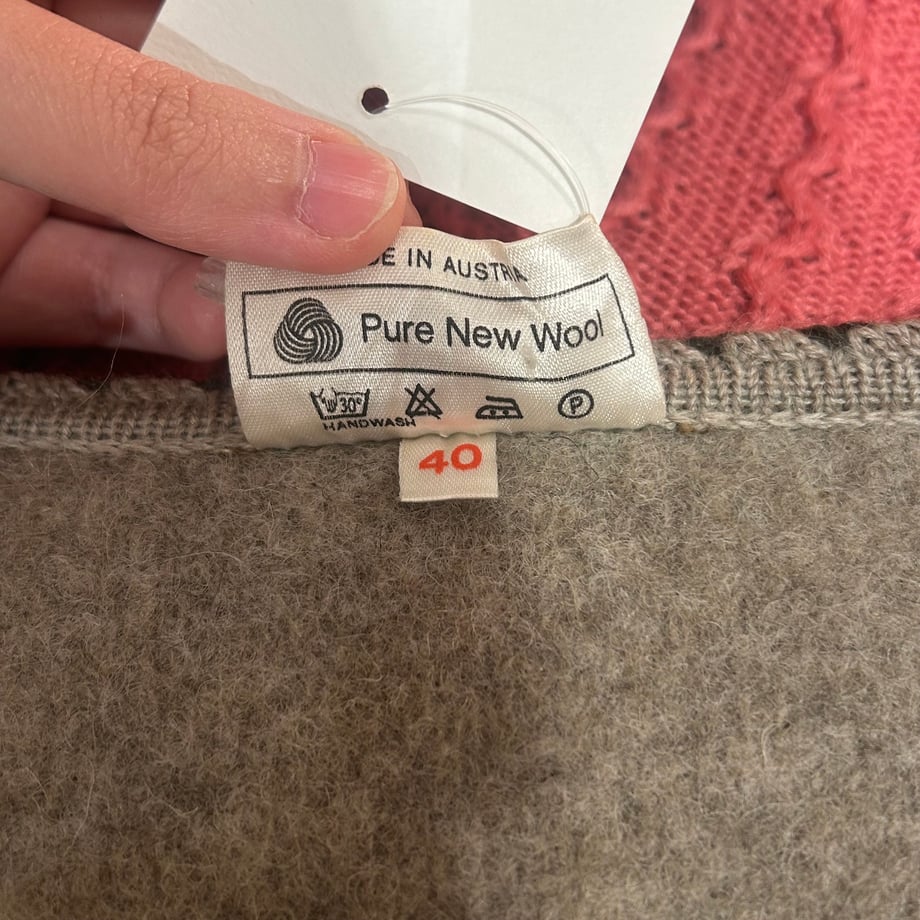 DE IN AUSTRIA
Pure New Wool
30°
P
HANDWASH
40